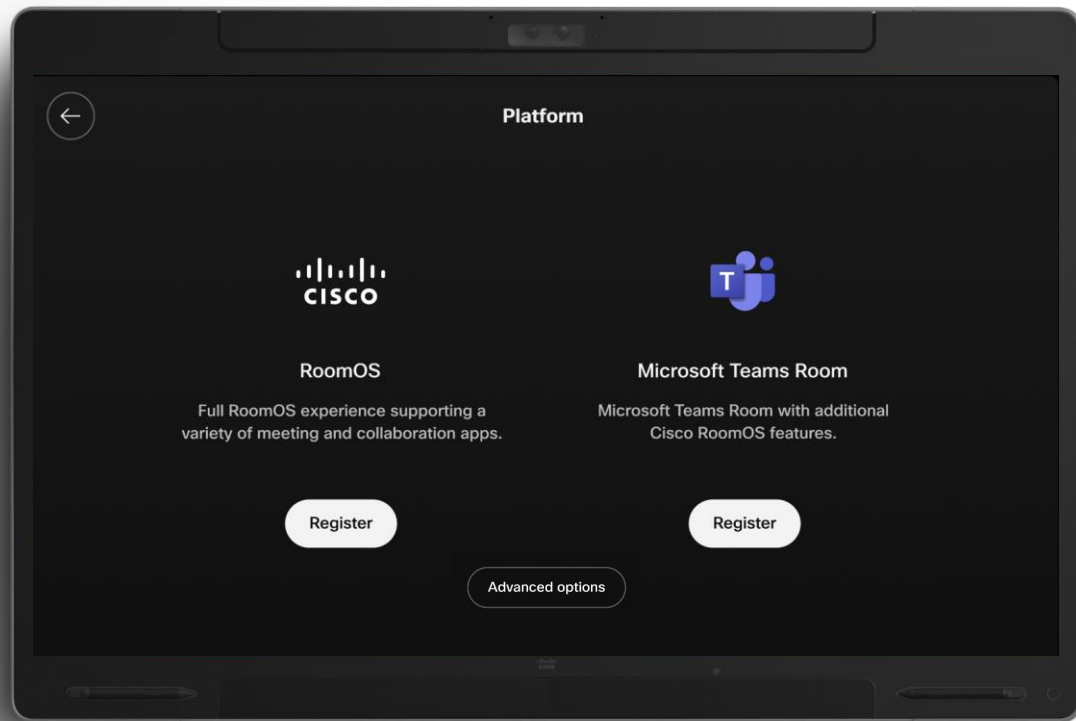 Platform
CISCO
T
RoomOS
Full RoomOS experience supporting a
variety of meeting and collaboration apps.
Register
Microsoft Teams Room
Microsoft Teams Room with additional
Cisco RoomOS features.
Register
Advanced options